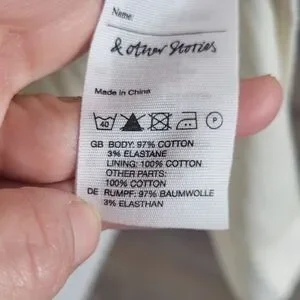 Name:
& Other Stories
Made in China
40
P
GB BODY: 97% COTTON
3% ELASTANE
LINING: 100% COTTON
OTHER PARTS:
100% COTTON
DE RUMPF: 97% BAUMWOLLE
3% ELASTHAN